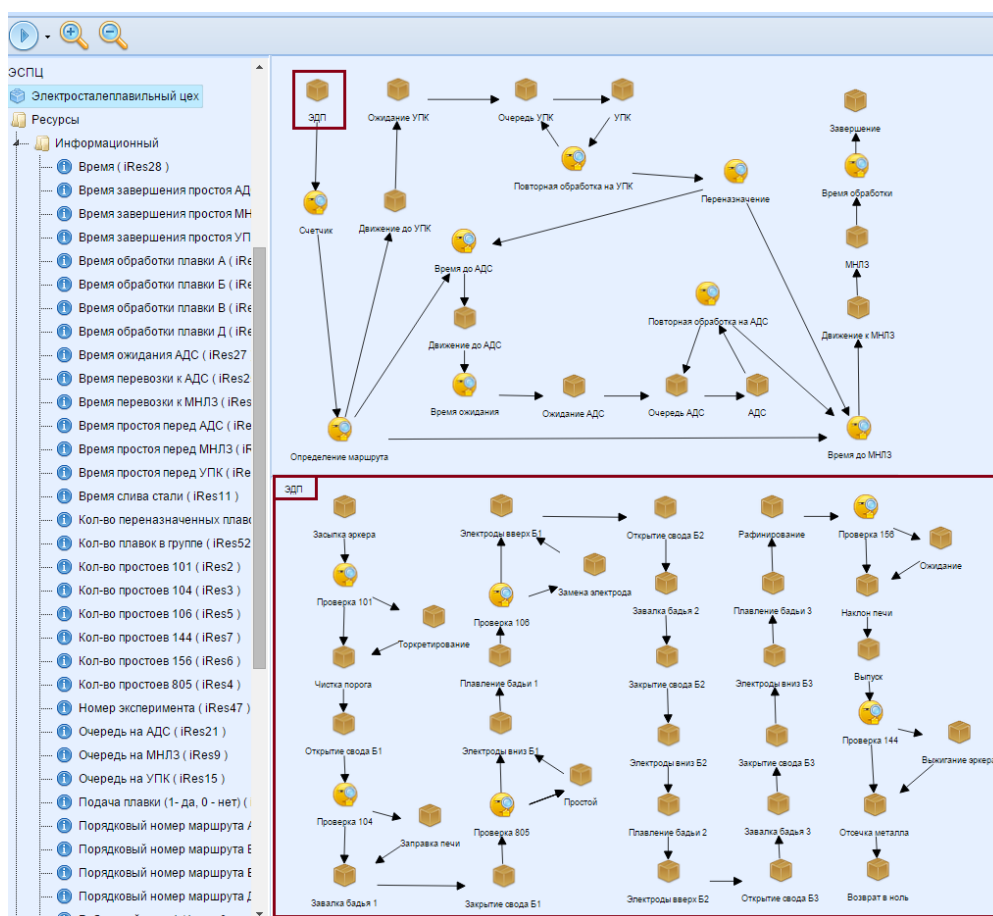 ЭСПЦ
Электросталеплавильный цех
Ресурсы
Информационный
Время ( iRes28 )
Время завершения простоя АД
Время завершения простоя МН
Время завершения простоя УП
Время обработки плавки А ( iRe
Время обработки плавки Б ( iRe
Время обработки плавки В ( iRe
Время обработки плавки Д ( iRe
Время ожидания АДС ( iRes27
Время перевозки к АДС ( iRes2
Время перевозки к МНЛЗ ( iRes
Время простоя перед АДС ( iRe
Время простоя перед МНЛЗ ( iR
Время простоя перед УПК ( iRe
Время слива стали ( iRes11 )
Кол-во переназначенных плаво
Кол-во плавок в группе ( iRes52
Кол-во простоев 101 ( iRes2 )
Кол-во простоев 104 ( iRes3 )
Кол-во простоев 106 ( iRes5 )
Кол-во простоев 144 ( iRes7 )
Кол-во простоев 156 ( iRes6 )
Кол-во простоев 805 ( iRes4 )
Номер эксперимента ( iRes47 )
Очередь на АДС ( iRes21 )
Очередь на МНЛЗ ( iRes9 )
Очередь на УПК ( iRes15 )
Подача плавки (1- да, 0 - нет) (
Порядковый номер маршрута
Порядковый номер маршрута
Порядковый номер маршрута
Порядковый номер маршрута
ЭДП
Ожидание УПК
Очередь УПК
УПК
Завершение
Повторная обработка на УПК
Переназначение
Время обработки
Счетчик
Движение до УПК
Время до АДС
МНЛЗ
Движение до АДС
Повторная обработка на АДС
Движение к МНЛЗ
Время ожидания
Ожидание АДС
Очередь АДС
АДС
Определение маршрута
Время до МНЛЗ
ЭДП
Засыпка эркера
Электроды вверх Б1
Открытие свода Б2
Рафинирование
Проверка 156
Ожидание
Проверка 101
Проверка 106
Замена электрода
Завалка бадья 2
Плавление бадьи 3
Наклон печи
Торкретирование
Чистка порога
Плавление бадьи 1
Закрытие свода Б2
Электроды вниз Б3
Выпуск
Открытие свода Б1
Электроды вниз Б1
Электроды вниз Б2
Закрытие свода Б3
Проверка 144
Выжигание эркера
Проверка 104
Заправка печи
Проверка 805
Простой
Плавление бадьи 2
Завалка бадья 3
Отсечка металла
Завалка бадья 1
Закрытие свода Б1
Электроды вверх Б2
Открытие свода Б3
Возврат в ноль